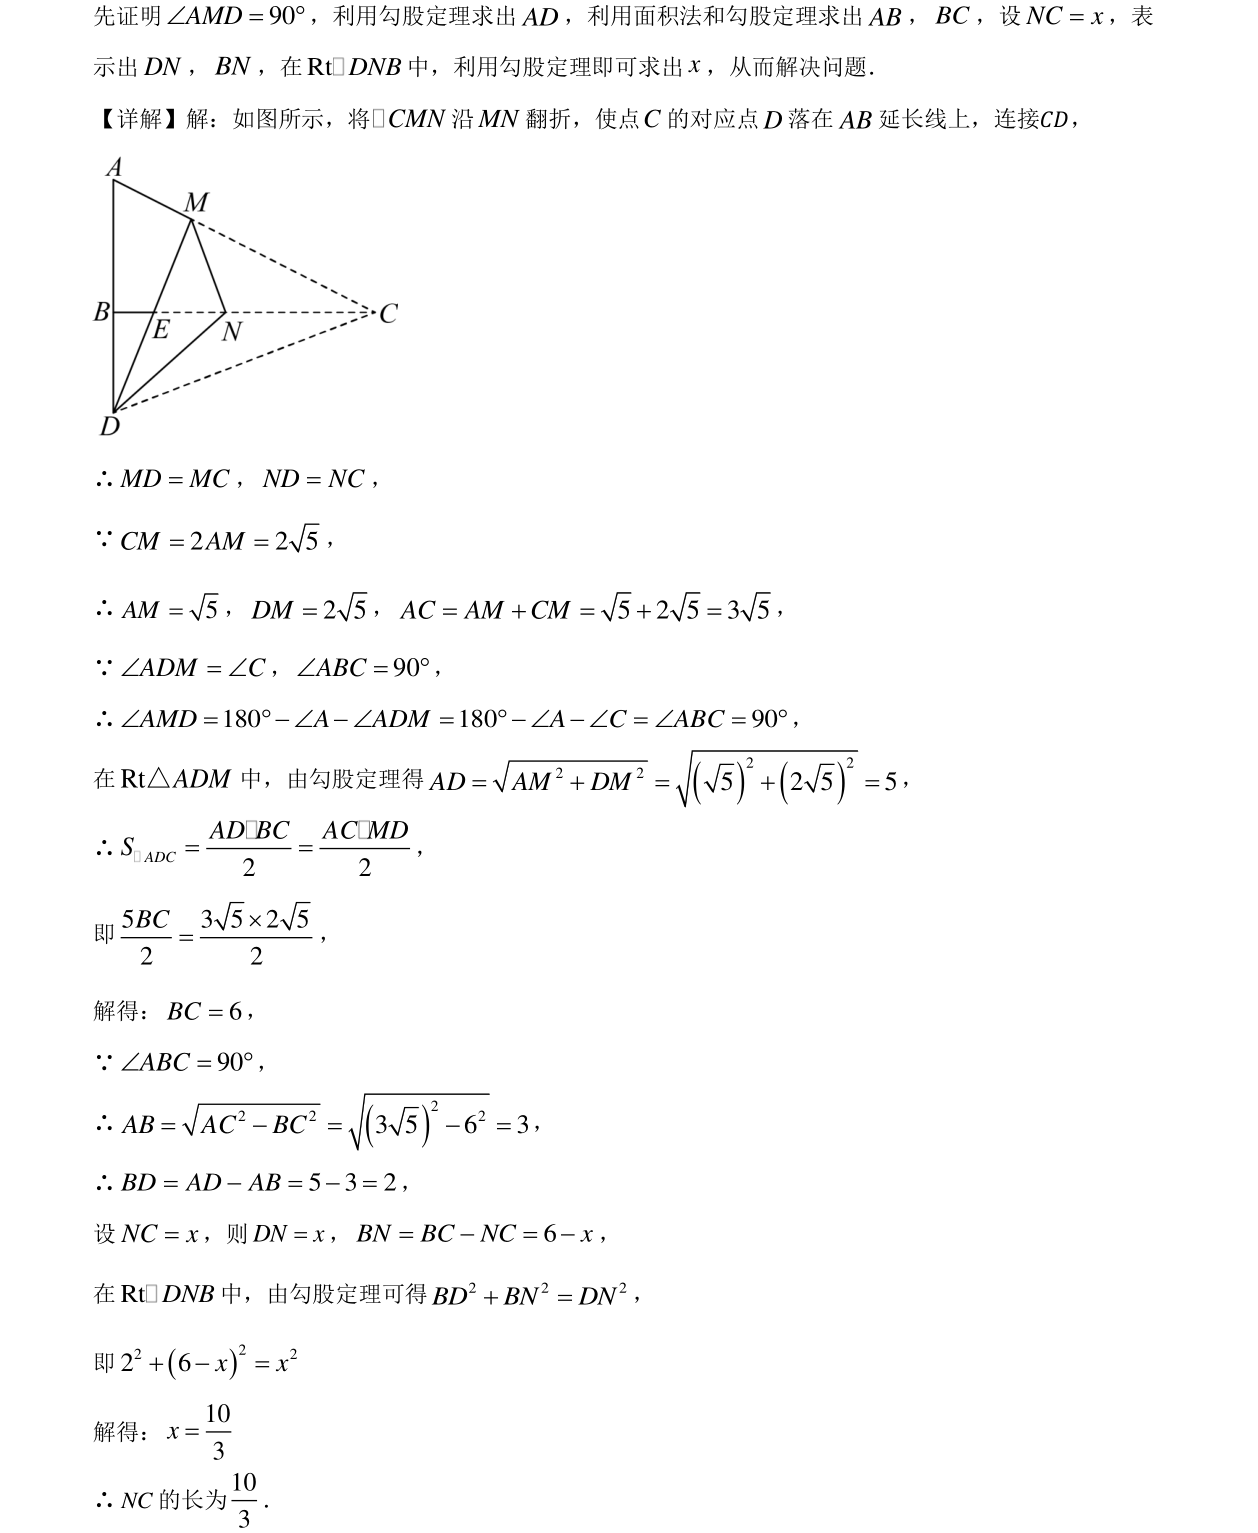 先证明∠AMD=90°，利用勾股定理求出AD，利用面积法和勾股定理求出AB，BC，设NC=x，表
示出DN，BN，在Rt□DNB中，利用勾股定理即可求出x，从而解决问题．
【详解】解：如图所示，将□CMN沿MN翻折，使点C的对应点D落在AB延长线上，连接CD，
A
M
B
E
N
C
D
∴MD=MC，ND=NC，
∵CM=2AM=2√5，
∴AM=√5，DM=2√5，AC=AM+CM=√5+2√5=3√5，
∵∠ADM=∠C，∠ABC=90°，
∴∠AMD=180°−∠A−∠ADM=180°−∠A−∠C=∠ABC=90°，
在Rt△ADM中，由勾股定理得AD=√(AM²+DM²)=√((√5)²+(2√5)²)=5，
∴S□ADC=AD□BC/2=AC□MD/2，
即5BC/2=3√5×2√5/2，
解得：BC=6，
∵∠ABC=90°，
∴AB=√(AC²−BC²)=√((3√5)²−6²)=3，
∴BD=AD−AB=5−3=2，
设NC=x，则DN=x，BN=BC−NC=6−x，
在Rt□DNB中，由勾股定理可得BD²+BN²=DN²，
即2²+(6−x)²=x²
解得：x=10/3
∴NC的长为10/3．